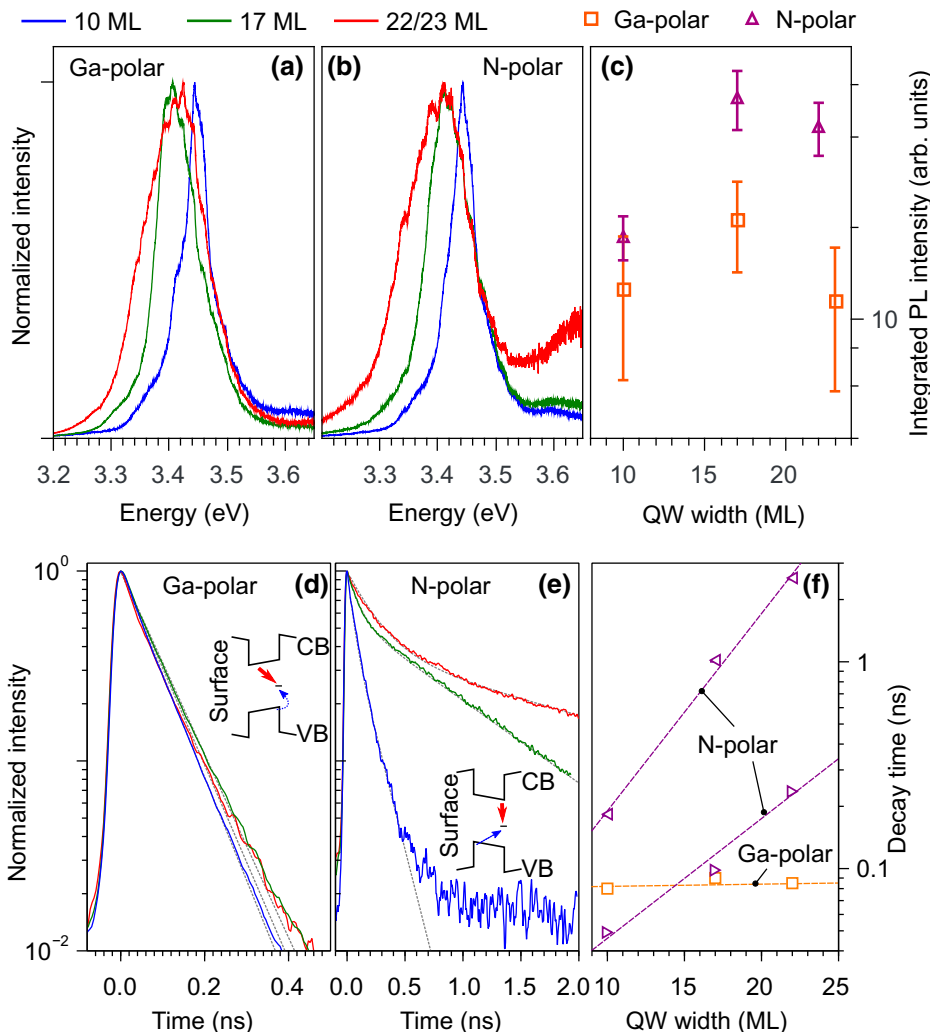 10 ML 17 ML 22/23 ML Ga-polar N-polar
Ga-polar (a)
(b) N-polar
(c)
Normalized intensity
3.2 3.3 3.4 3.5 3.6
Energy (eV)
3.3 3.4 3.5 3.6
Energy (eV)
10
Integrated PL intensity (arb. units)
10 15 20
QW width (ML)
Ga-polar (d)
Surface
CB
VB
Normalized intensity
10⁰
10⁻²
0.0 0.2 0.4
Time (ns)
N-polar (e)
Surface
CB
VB
0.0 0.5 1.0 1.5 2.0
Time (ns)
(f)
N-polar
Ga-polar
1
0.1
Decay time (ns)
10 15 20 25
QW width (ML)